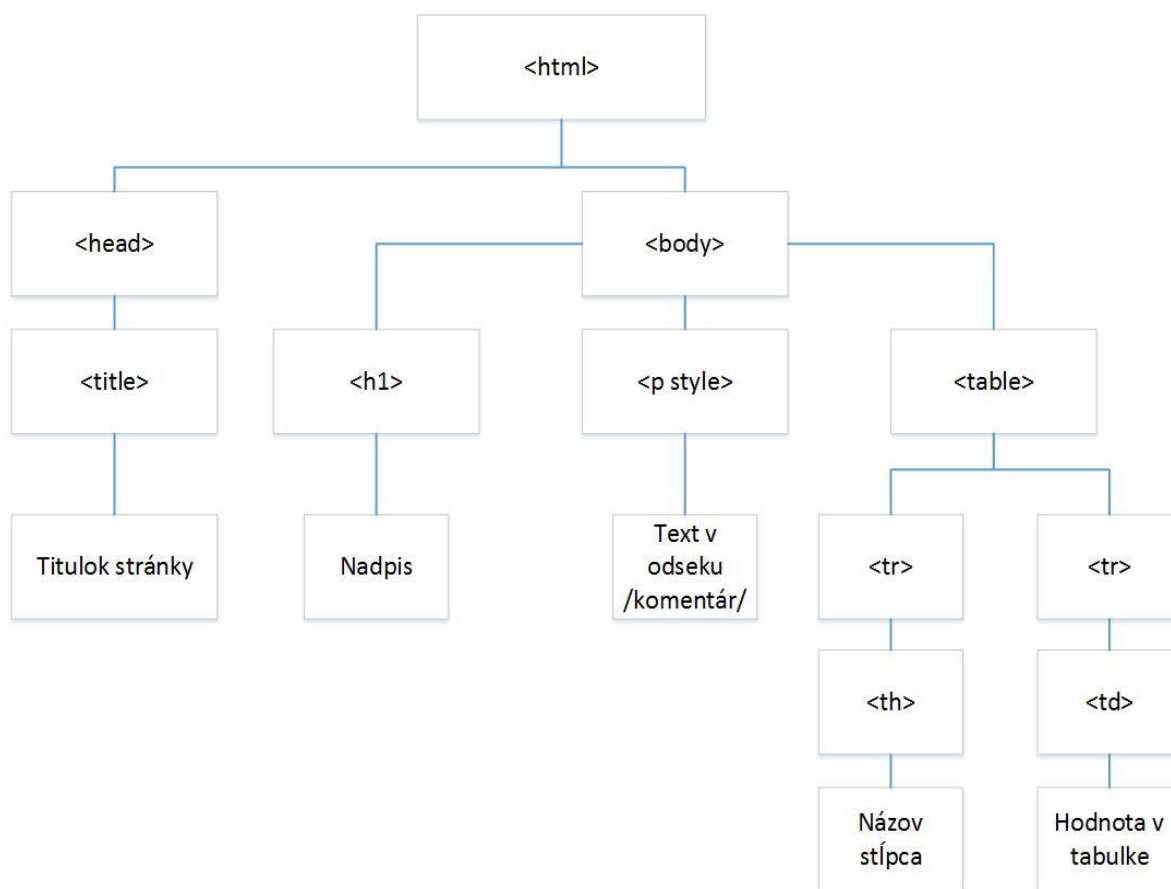 <html>
<head>
<body>
<title>
<h1>
<p style>
<table>
Titulok stránky
Nadpis
Text v
odseku
/komentár/
<tr>
<tr>
<th>
<td>
Názov
stĺpca
Hodnota v
tabulke